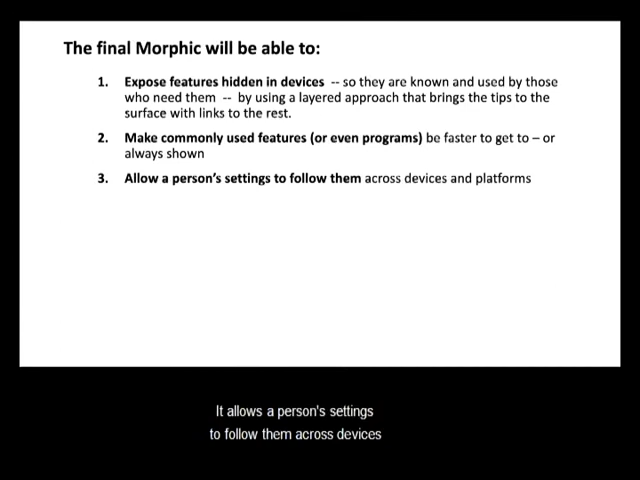 The final Morphic will be able to:
1. Expose features hidden in devices -- so they are known and used by those
who need them -- by using a layered approach that brings the tips to the
surface with links to the rest.
2. Make commonly used features (or even programs) be faster to get to – or
always shown
3. Allow a person's settings to follow them across devices and platforms
It allows a person's settings
to follow them across devices